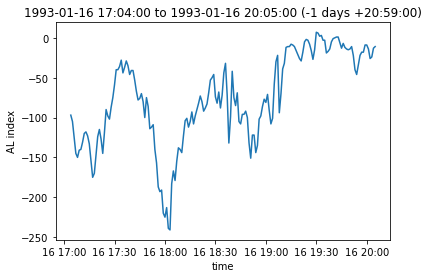 1993-01-16 17:04:00 to 1993-01-16 20:05:00 (-1 days +20:59:00)
0
−50
−100
−150
−200
−250
AL index
16 17:00 16 17:30 16 18:00 16 18:30 16 19:00 16 19:30 16 20:00
time